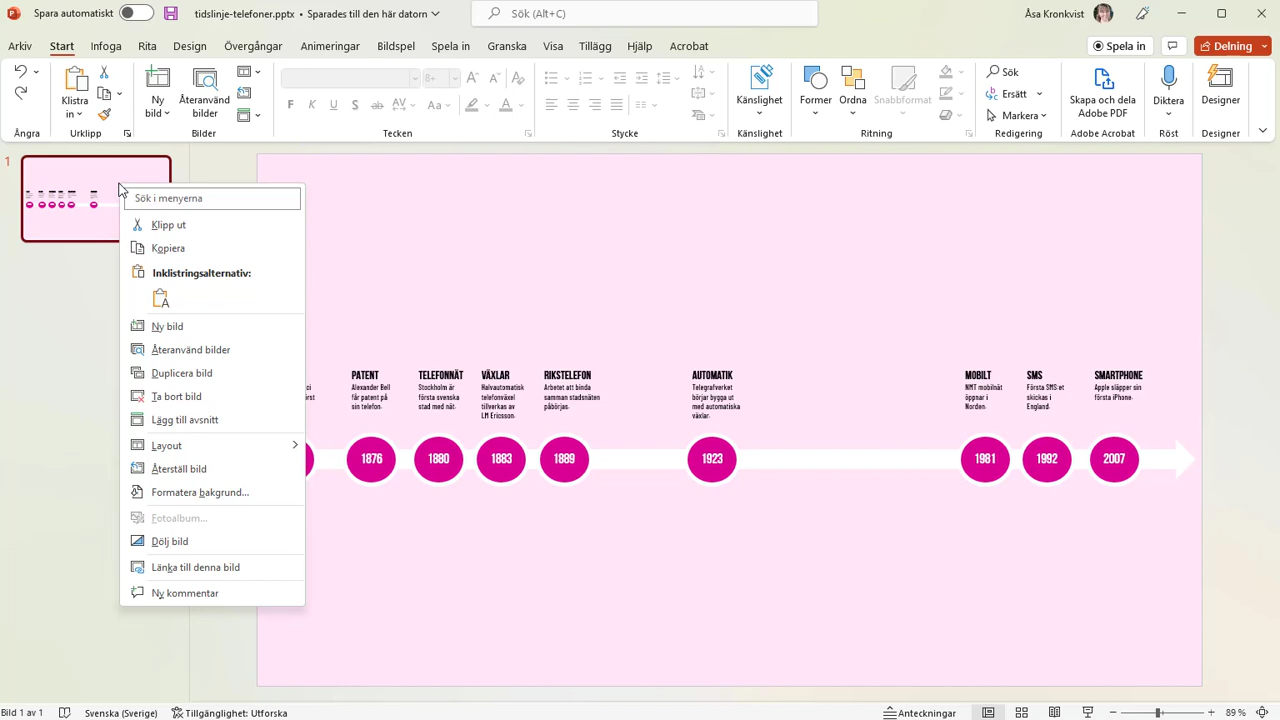 tidslinje-telefoner.pptx • Sparades till den här datorn
Spara automatiskt
Sök (Alt+C)
Åsa Kronkvist
Arkiv Start Infoga Rita Design Övergångar Animeringar Bildspel Spela in Granska Visa Tillägg Hjälp Acrobat
Spela in
Delning
Klistra
in
Ny
bild
Återanvänd
bilder
8+
F K U S ab AV Aa A
Känslighet
Former
Ordna
Snabbformat
Sök
Ersätt
Markera
Skapa och dela
Adobe PDF
Diktera
Designer
Ångra
Urklipp
Bilder
Tecken
Stycke
Känslighet
Ritning
Redigering
Adobe Acrobat
Röst
Designer
1
Sök i menyerna
Klipp ut
Kopiera
Inklistringsalternativ:
Ny bild
Återanvänd bilder
Duplicera bild
Ta bort bild
Lägg till avsnitt
Layout
Återställ bild
Formatera bakgrund...
Fotoalbum...
Dölj bild
Länka till denna bild
Ny kommentar
PATENT
Alexander Bell
får patent på
sin telefon.
1876
TELEFONNÄT
Stockholm är
första svenska
stad med nät.
1880
VÄXLAR
Halvautomatisk
telefonväxel
tillverkas av
LM Ericsson.
1883
RIKSTELEFON
Arbetet att binda
samman stadsnäten
påbörjas.
1889
AUTOMATIK
Telegrafverket
börjar bygga ut
med automatiska
växlar.
1923
MOBILT
NMT mobilnät
öppnar i
Norden.
1981
SMS
Första SMS:et
skickas i
England.
1992
SMARTPHONE
Apple släpper sin
första iPhone.
2007
Bild 1 av 1
Svenska (Sverige)
Tillgänglighet: Utforska
Anteckningar
89 %